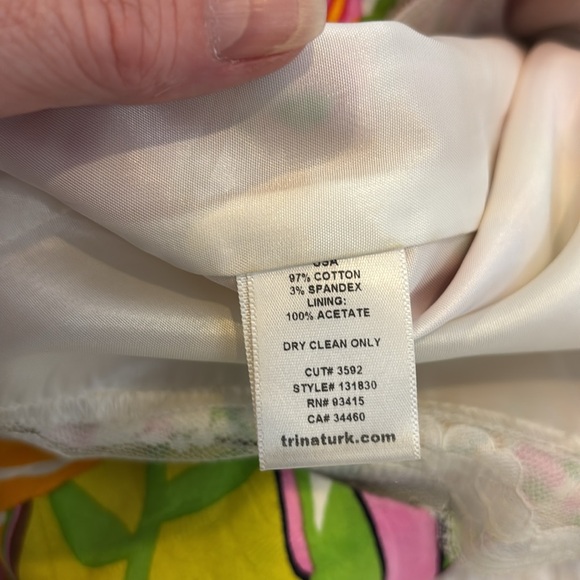 USA
97% COTTON
3% SPANDEX
LINING:
100% ACETATE
DRY CLEAN ONLY
CUT# 3592
STYLE# 131830
RN# 93415
CA# 34460
trinaturk.com